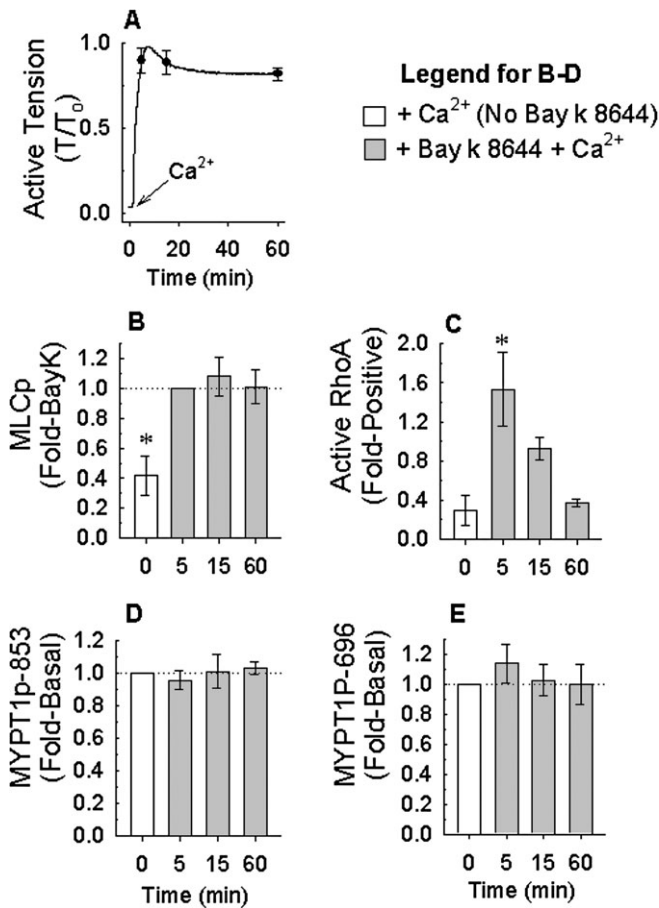 A
Active Tension
(T/T₀)
1.0
0.5
0.0
Ca²⁺
0 20 40 60
Time (min)
Legend for B-D
+ Ca²⁺ (No Bay k 8644)
+ Bay k 8644 + Ca²⁺
B
MLCp
(Fold-BayK)
1.2
1.0
0.8
0.6
0.4
0.2
0.0
*
0 5 15 60
C
Active RhoA
(Fold-Positive)
2.0
1.6
1.2
0.8
0.4
0.0
*
0 5 15 60
D
MYPT1p-853
(Fold-Basal)
1.2
1.0
0.8
0.6
0.4
0.2
0.0
0 5 15 60
Time (min)
E
MYPT1P-696
(Fold-Basal)
1.2
1.0
0.8
0.6
0.4
0.2
0.0
0 5 15 60
Time (min)